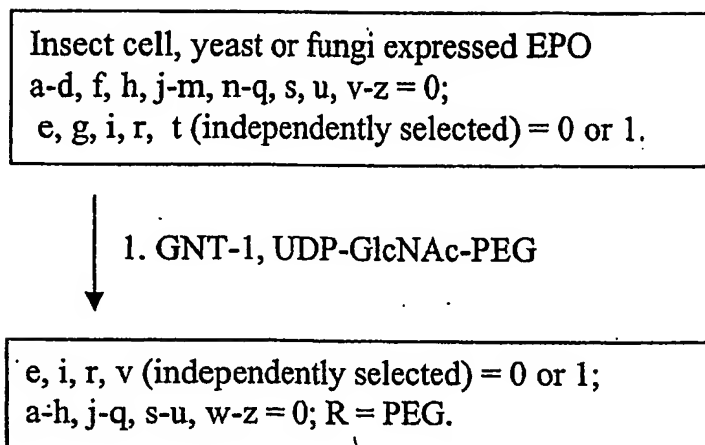 Insect cell, yeast or fungi expressed EPO
a-d, f, h, j-m, n-q, s, u, v-z = 0;
e, g, i, r, t (independently selected) = 0 or 1.
1. GNT-1, UDP-GlcNAc-PEG
e, i, r, v (independently selected) = 0 or 1;
a-h, j-q, s-u, w-z = 0; R = PEG.